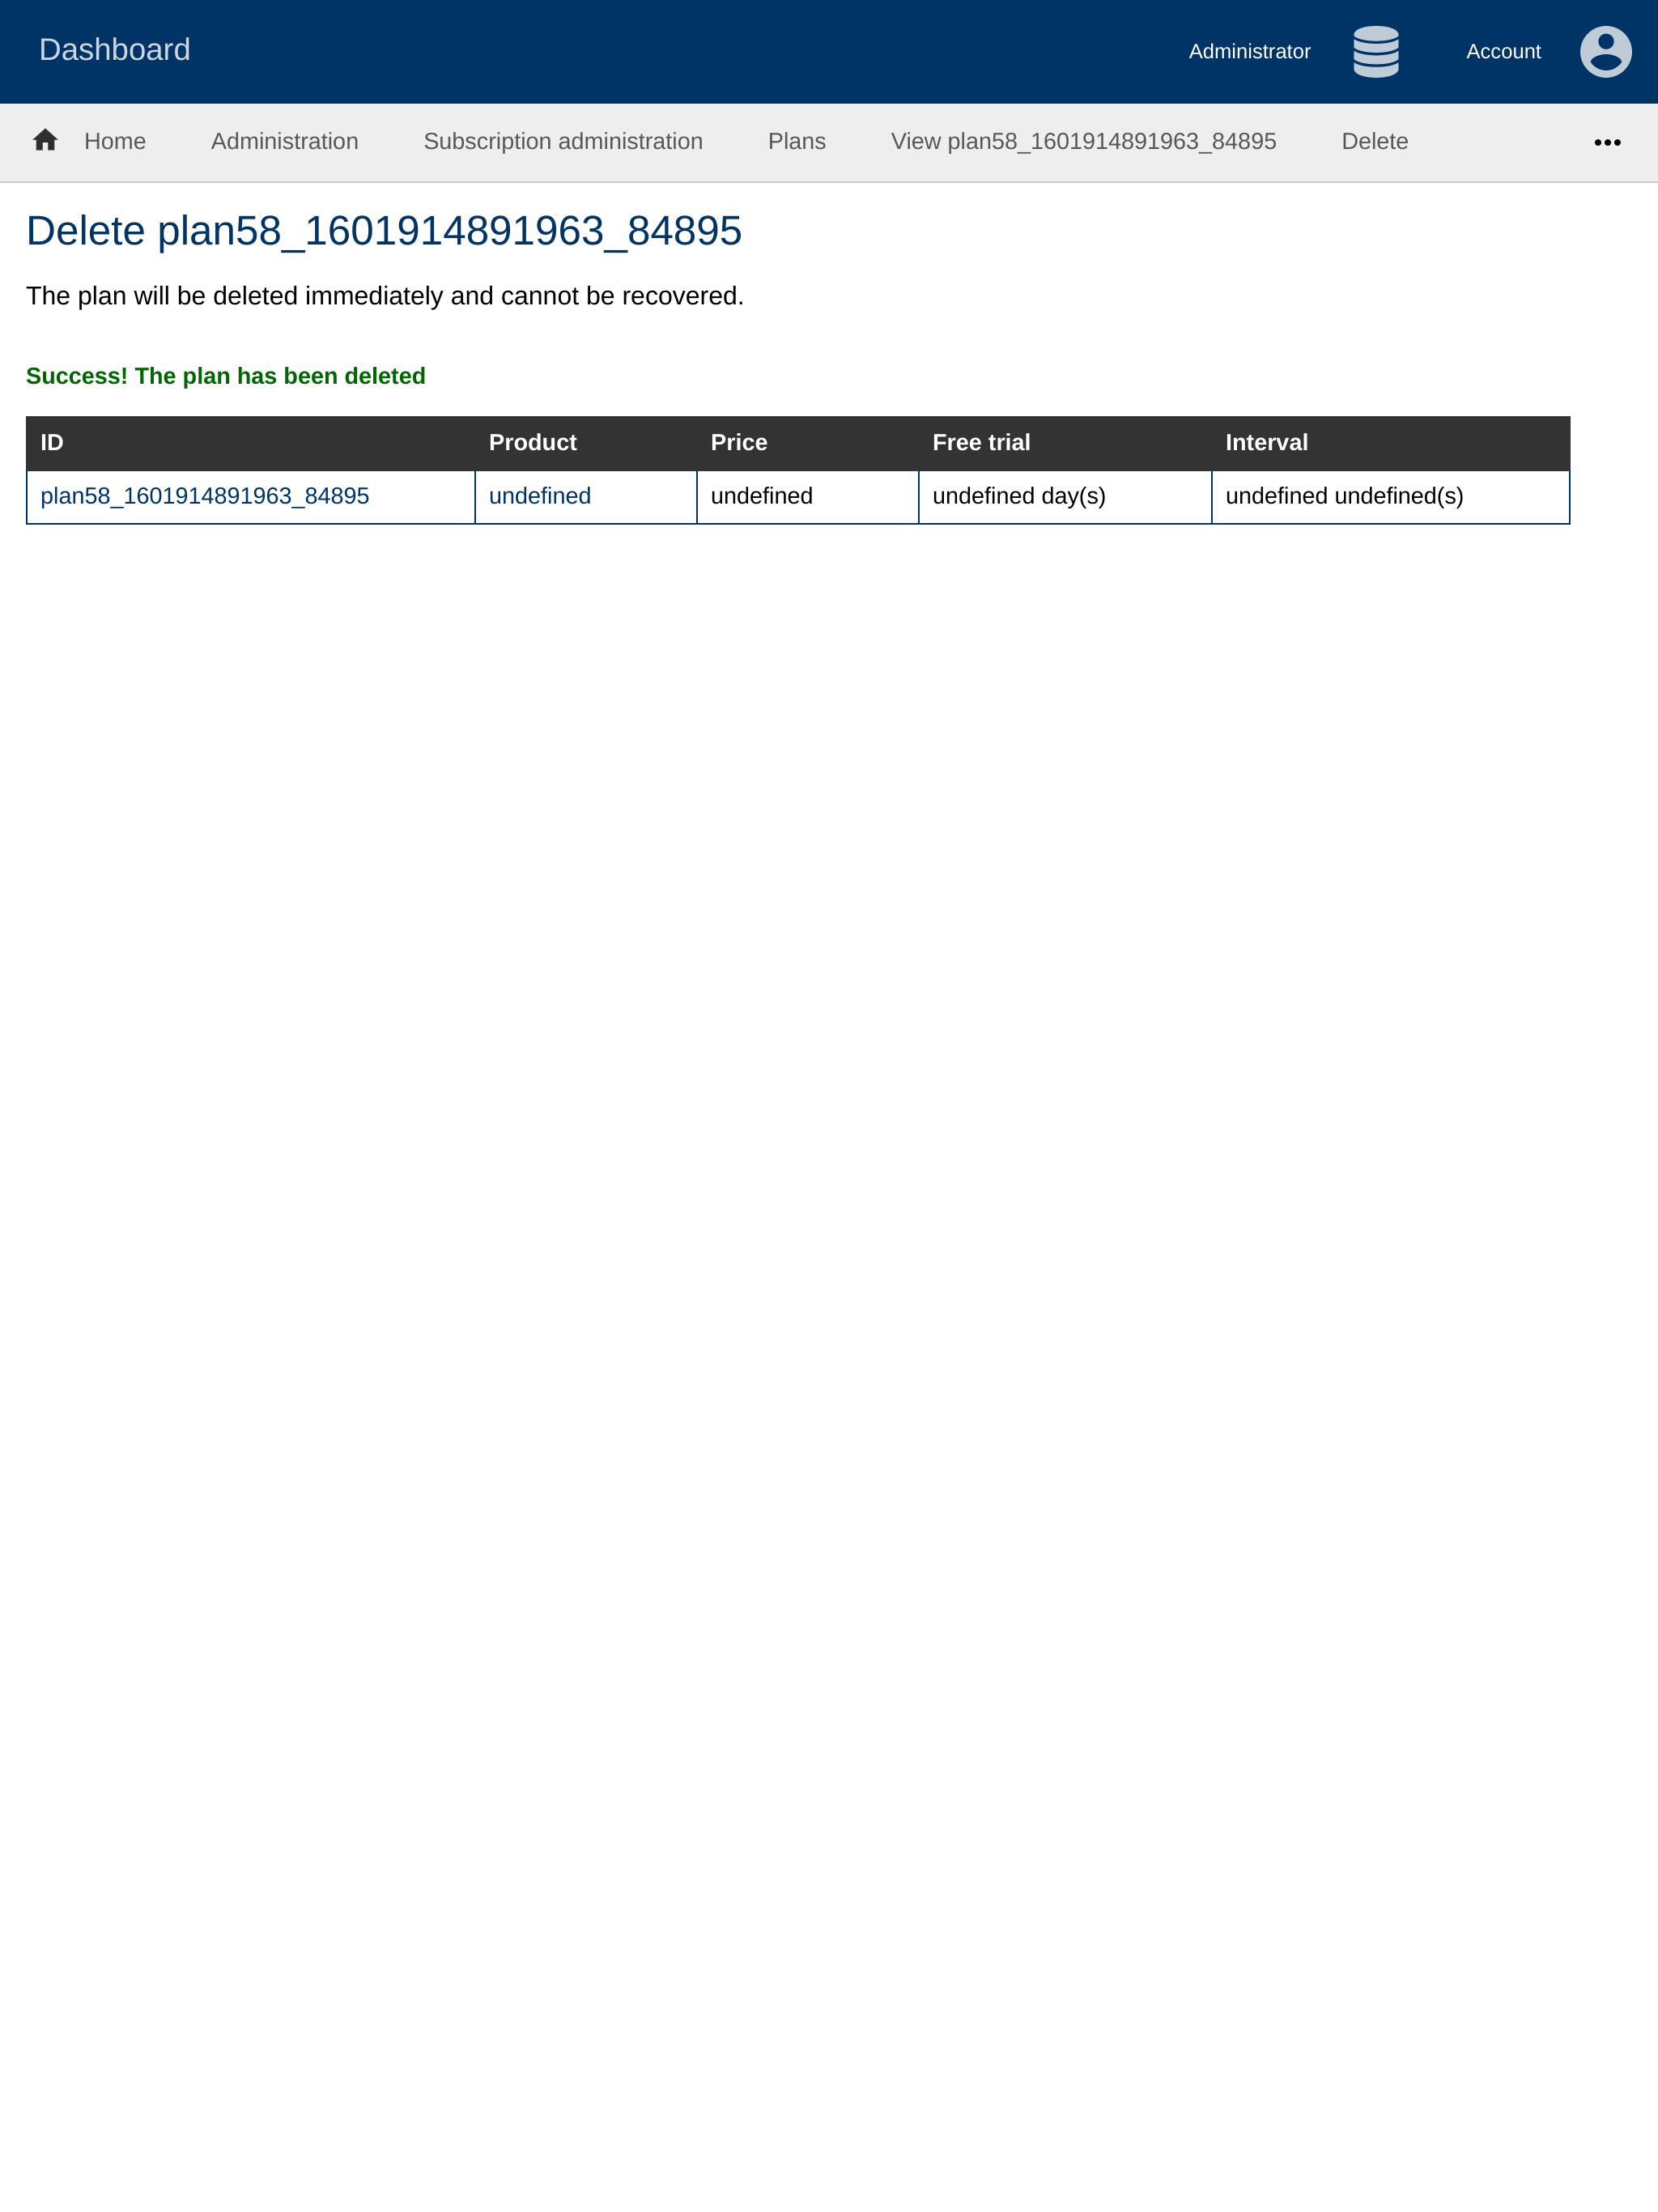 Dashboard Administrator Account
Home Administration Subscription administration Plans View plan58_1601914891963_84895 Delete •••
Delete plan58_1601914891963_84895
The plan will be deleted immediately and cannot be recovered.
Success! The plan has been deleted
ID Product Price Free trial Interval
plan58_1601914891963_84895 undefined undefined undefined day(s) undefined undefined(s)